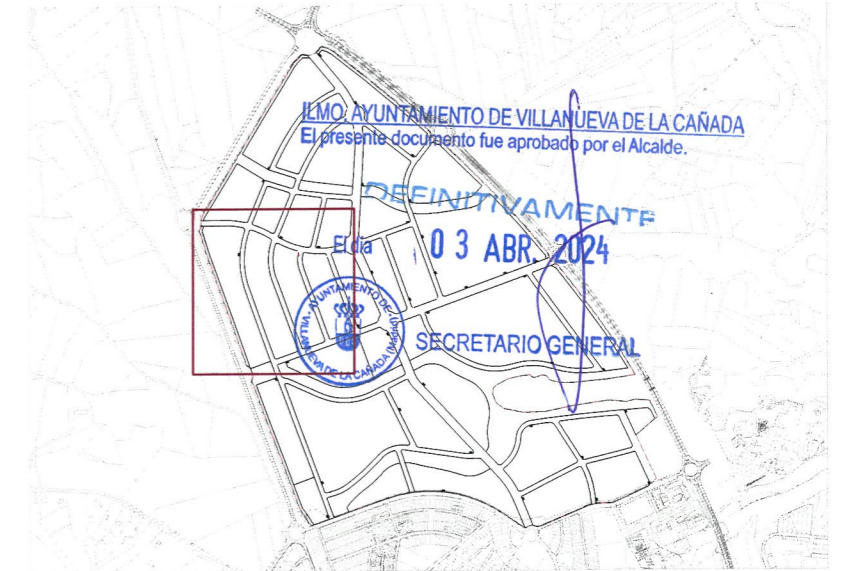 ILMO. AYUNTAMIENTO DE VILLANUEVA DE LA CAÑADA
El presente documento fue aprobado por el Alcalde.
DEFINITIVAMENTE
El día 03 ABR. 2024
AYUNTAMIENTO DE VILLANUEVA DE LA CAÑADA (Madrid)
SECRETARIO GENERAL